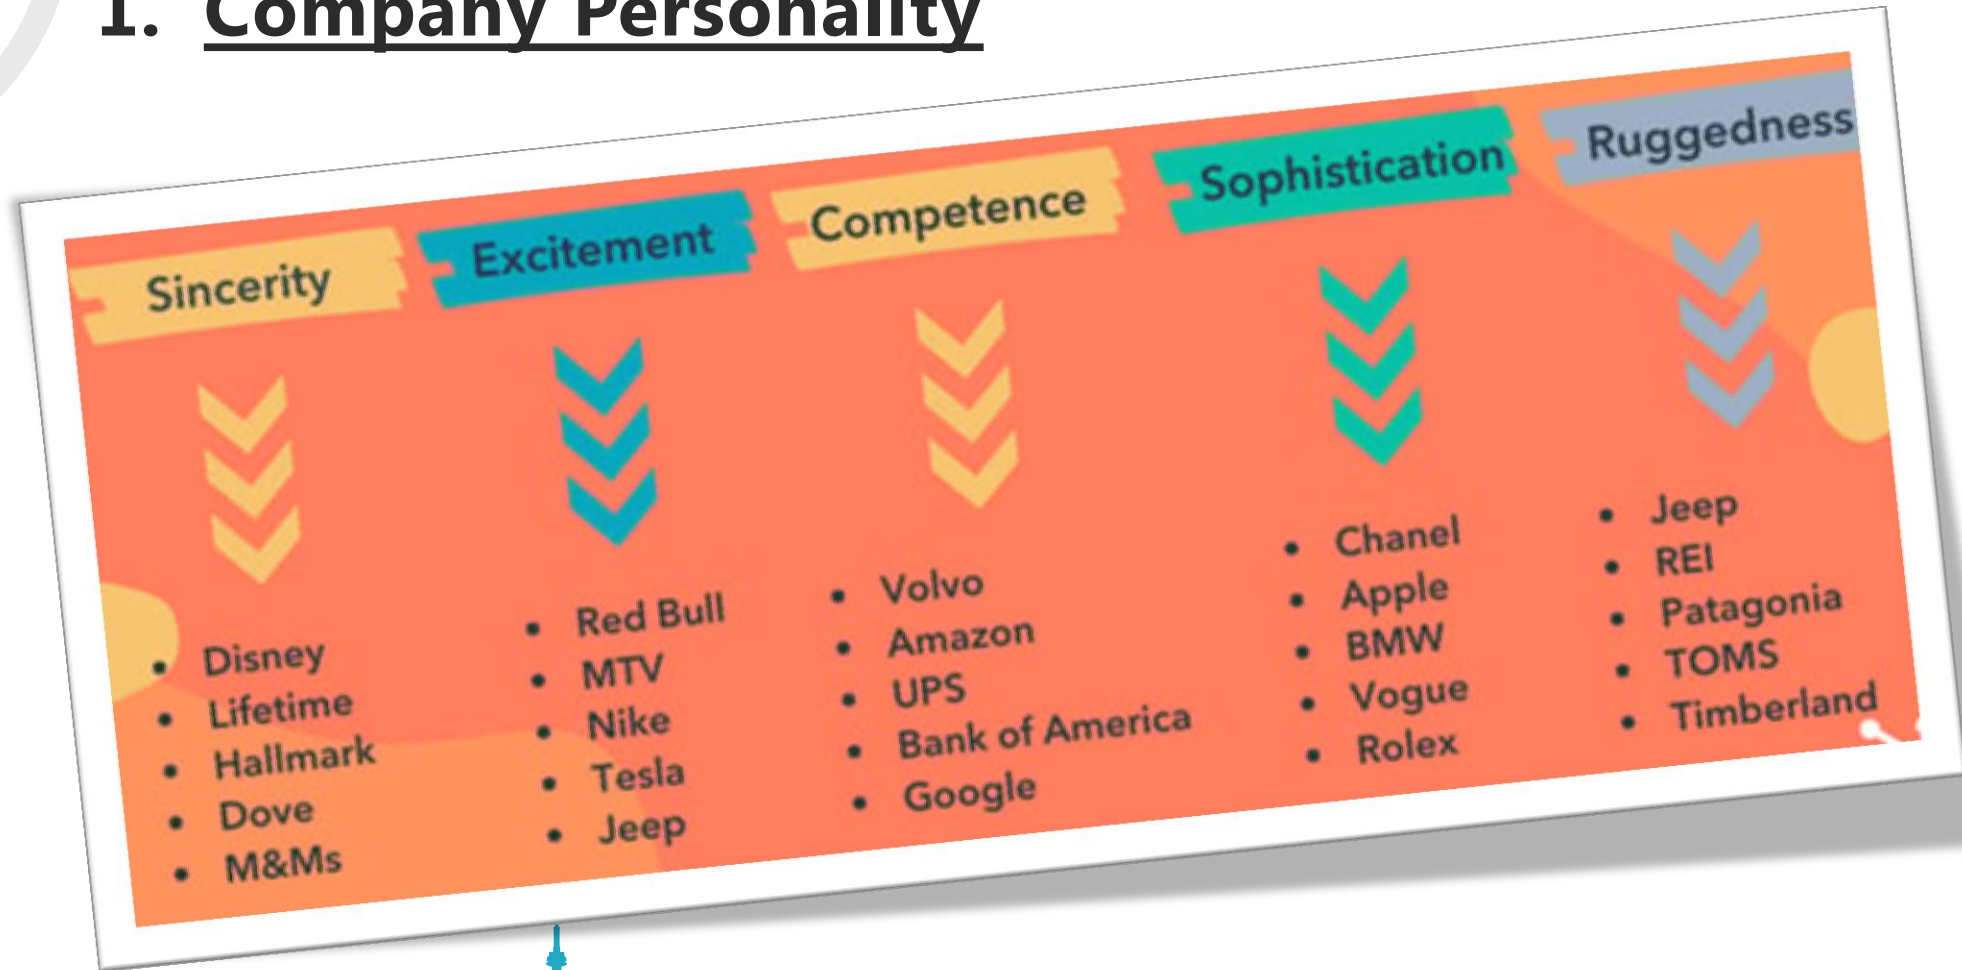 1. Company Personality
Sincerity
• Disney
• Lifetime
• Hallmark
• Dove
• M&Ms
Excitement
• Red Bull
• MTV
• Nike
• Tesla
• Jeep
Competence
• Volvo
• Amazon
• UPS
• Bank of America
• Google
Sophistication
• Chanel
• Apple
• BMW
• Vogue
• Rolex
Ruggedness
• Jeep
• REI
• Patagonia
• TOMS
• Timberland